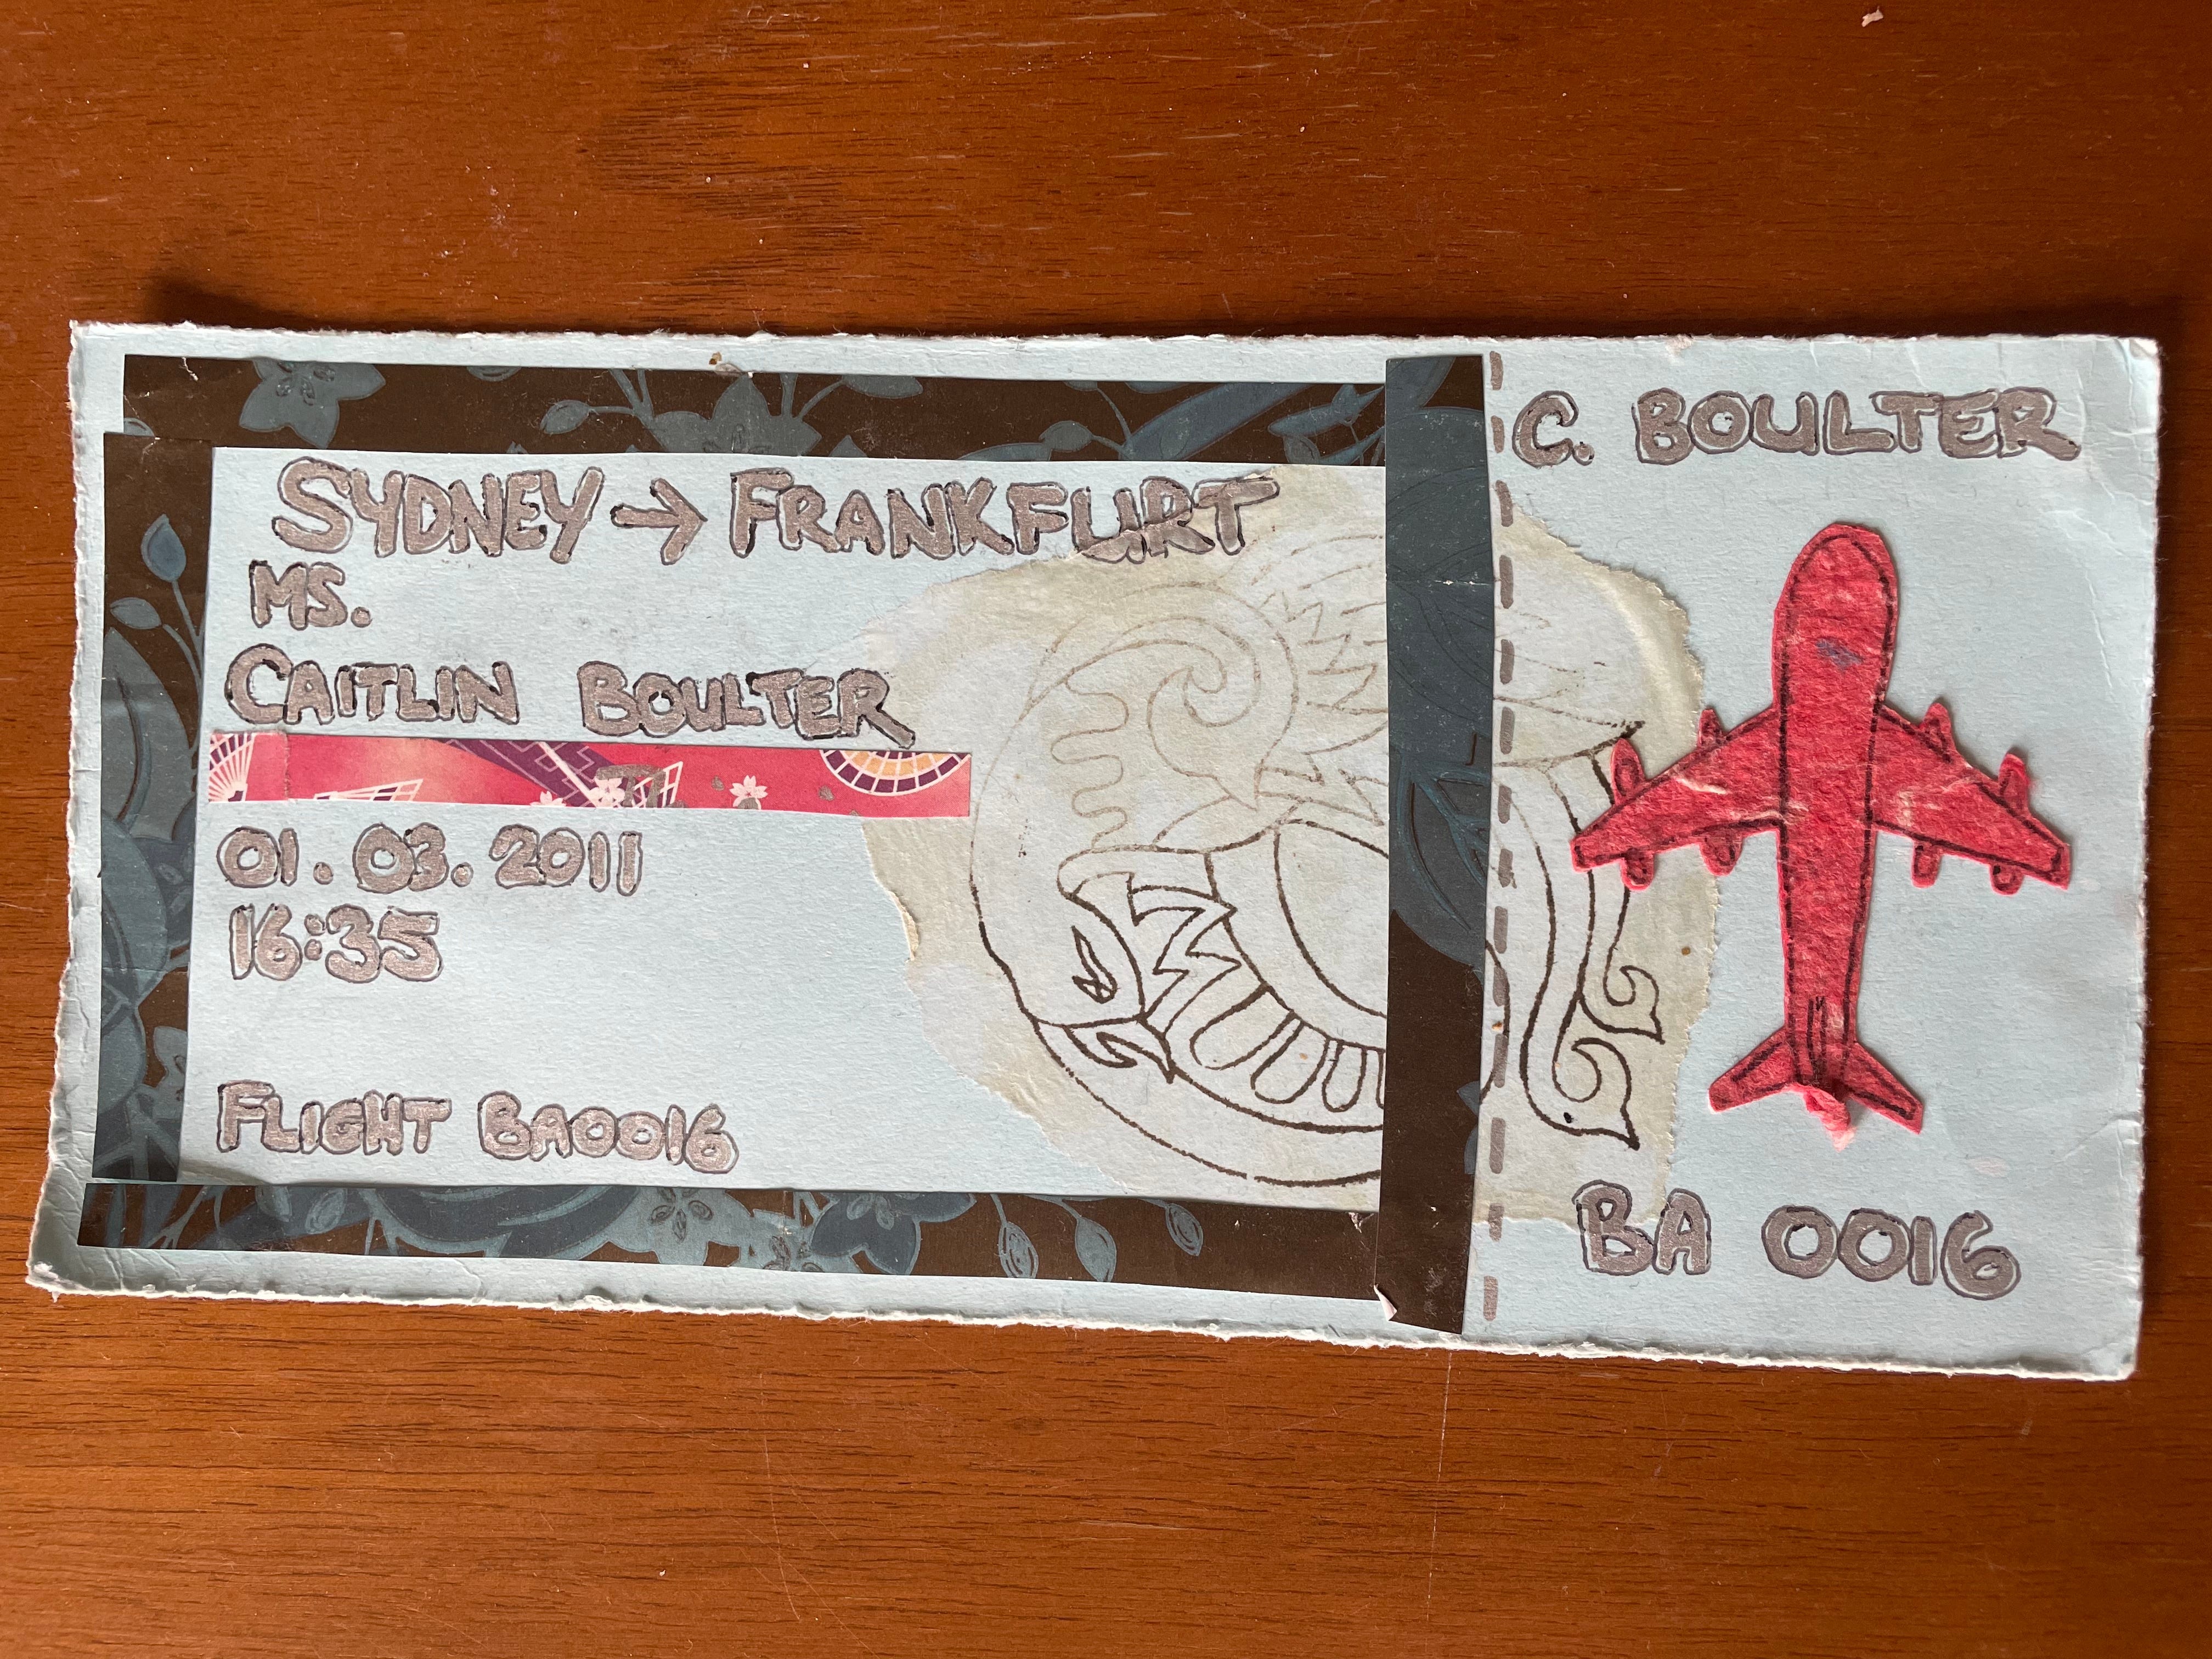 SYDNEY → FRANKFURT
MS.
CAITLIN BOULTER
01.03.2011
16:35
FLIGHT BA0016
C. BOULTER
BA 0016